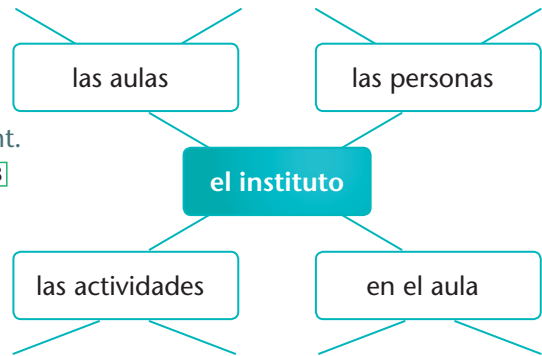 las aulas
las personas
el instituto
las actividades
en el aula